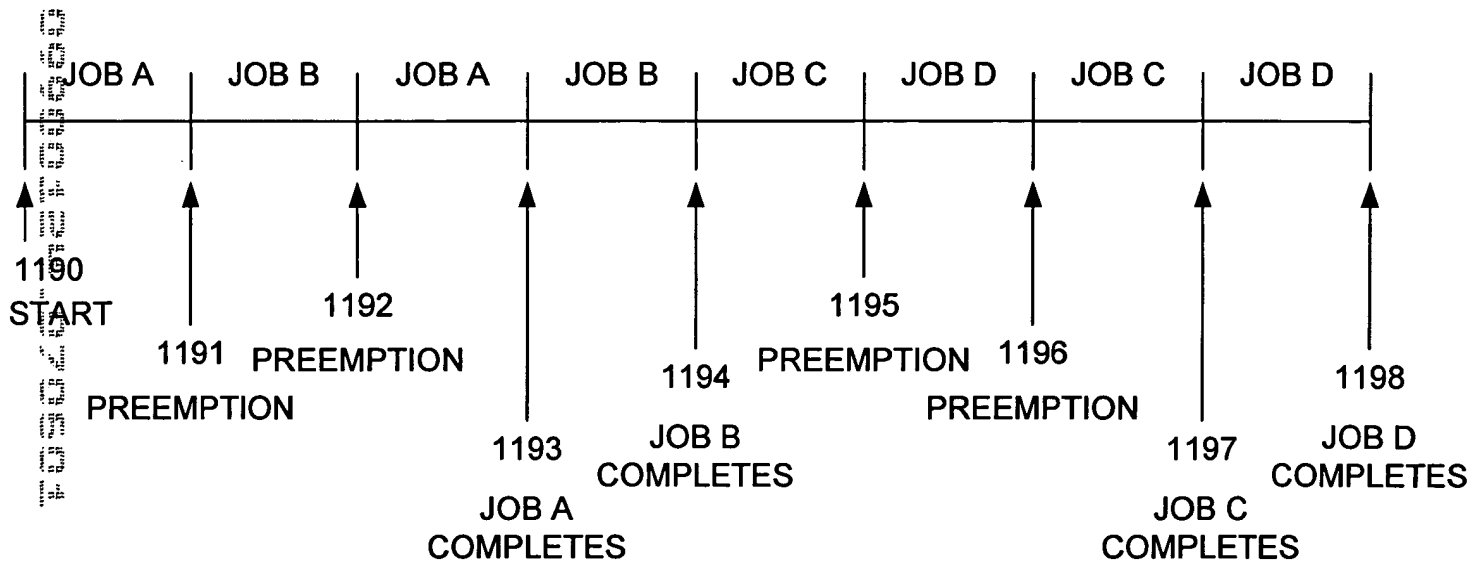 JOB A
JOB B
JOB A
JOB B
JOB C
JOB D
JOB C
JOB D
1190
START
1191
PREEMPTION
1192
PREEMPTION
1193
JOB A
COMPLETES
1194
JOB B
COMPLETES
1195
PREEMPTION
1196
PREEMPTION
1197
JOB C
COMPLETES
1198
JOB D
COMPLETES